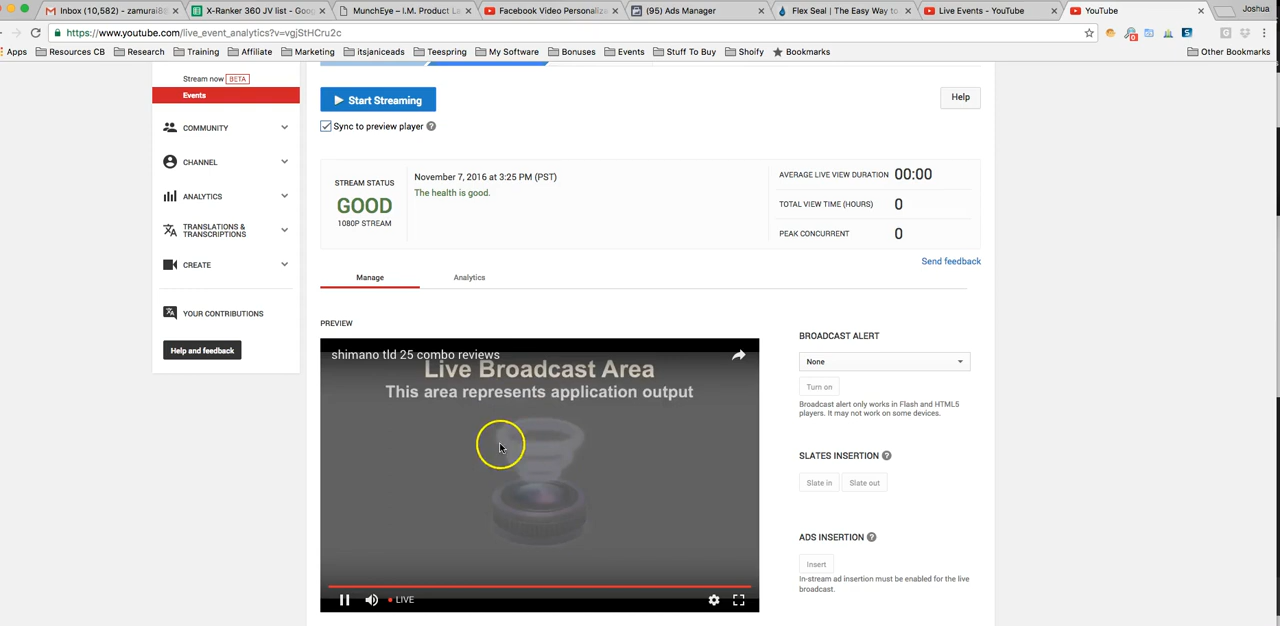 Inbox (10,582) - zamurai8
X-Ranker 360 JV list - Goo
MunchEye – I.M. Product La
Facebook Video Personaliz
(95) Ads Manager
Flex Seal | The Easy Way to
Live Events - YouTube
YouTube
Joshua
https://www.youtube.com/live_event_analytics?v=vgjStHCru2c
Apps
Resources CB
Research
Training
Affiliate
Marketing
itsjaniceads
Teespring
My Software
Bonuses
Events
Stuff To Buy
Shoify
Bookmarks
Other Bookmarks
Stream now BETA
Events
COMMUNITY
CHANNEL
ANALYTICS
TRANSLATIONS &
TRANSCRIPTIONS
CREATE
YOUR CONTRIBUTIONS
Help and feedback
Start Streaming
Help
Sync to preview player ?
STREAM STATUS
GOOD
1080P STREAM
November 7, 2016 at 3:25 PM (PST)
The health is good.
AVERAGE LIVE VIEW DURATION 00:00
TOTAL VIEW TIME (HOURS) 0
PEAK CONCURRENT 0
Send feedback
Manage
Analytics
PREVIEW
shimano tld 25 combo reviews
Live Broadcast Area
This area represents application output
LIVE
BROADCAST ALERT
None
Turn on
Broadcast alert only works in Flash and HTML5
players. It may not work on some devices.
SLATES INSERTION ?
Slate in
Slate out
ADS INSERTION ?
Insert
In-stream ad insertion must be enabled for the live
broadcast.